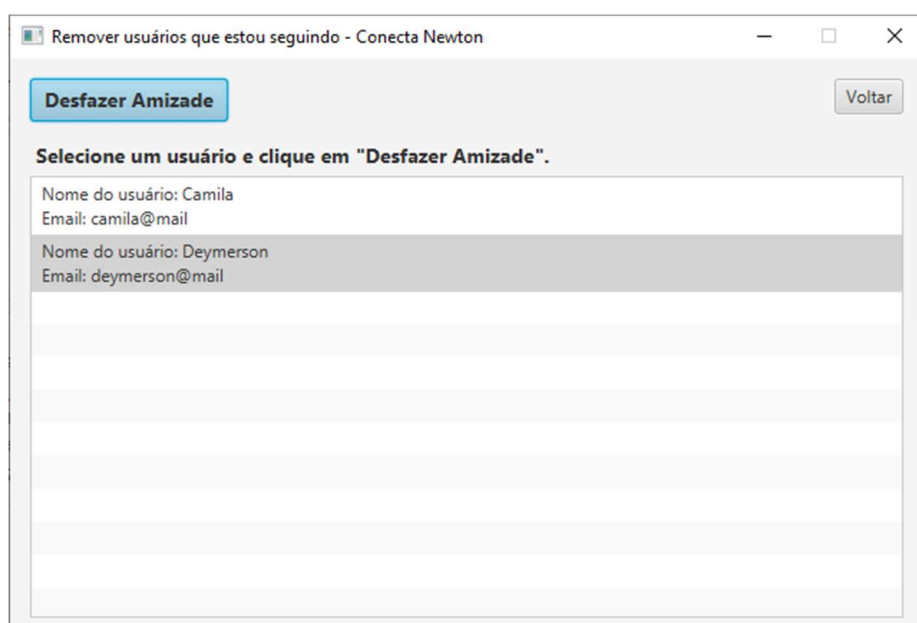 Remover usuários que estou seguindo - Conecta Newton
Desfazer Amizade
Voltar
Selecione um usuário e clique em "Desfazer Amizade".
Nome do usuário: Camila
Email: camila@mail
Nome do usuário: Deymerson
Email: deymerson@mail